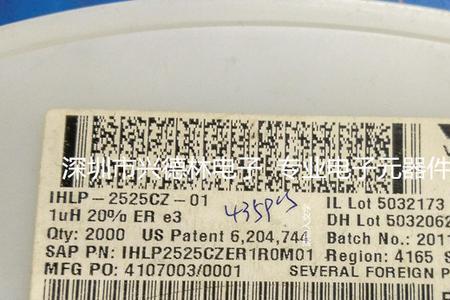 深圳市兴德林电子 专业电子元器件
IHLP-2525CZ-01 435pcs IL Lot 5032173
1uH 20% ER e3 DH Lot 5032062
Qty: 2000 US Patent 6,204,744 Batch No.: 2011
SAP PN: IHLP2525CZER1R0M01 Region: 4165 S
MFG PO: 4107003/0001 SEVERAL FOREIGN P